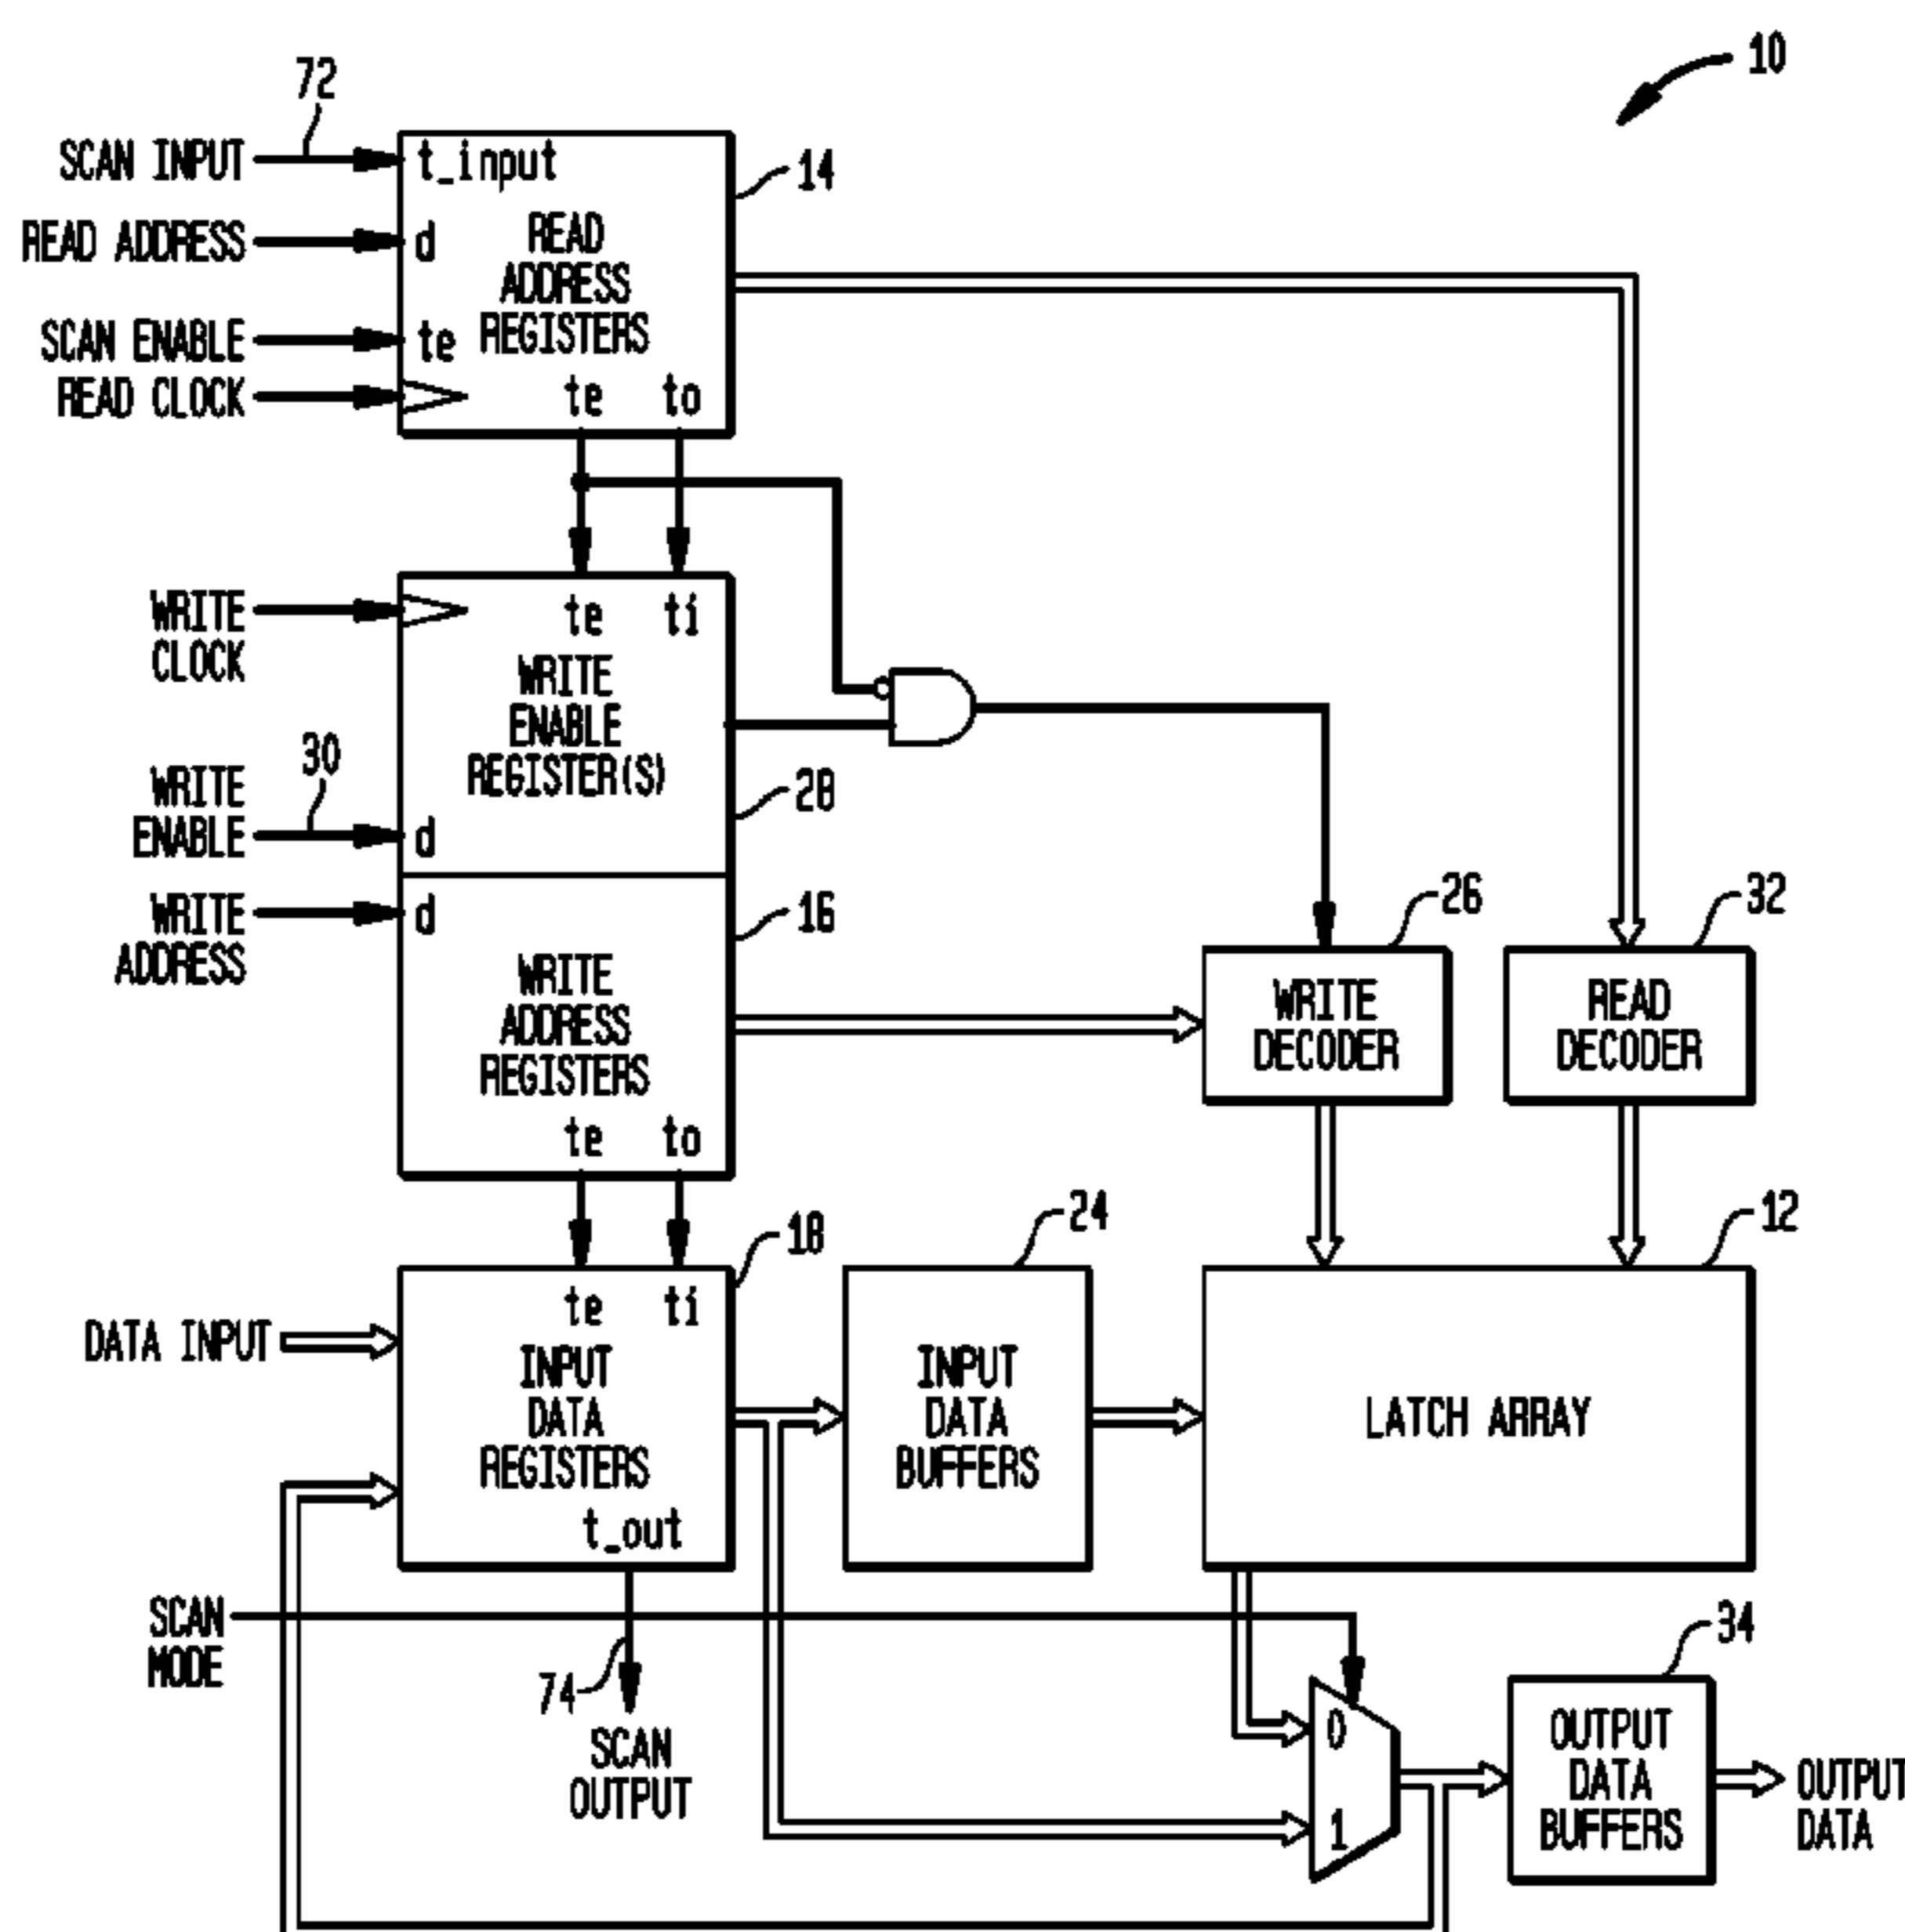 10
72
SCAN INPUT
t_input
14
READ ADDRESS
d
READ
ADDRESS
REGISTERS
SCAN ENABLE
te
READ CLOCK
te to
WRITE
CLOCK
te ti
WRITE
ENABLE
REGISTER(S)
30
28
WRITE
ENABLE
d
WRITE
ADDRESS
d
16
WRITE
ADDRESS
REGISTERS
te to
26
WRITE
DECODER
32
READ
DECODER
18
24
12
te ti
DATA INPUT
INPUT
DATA
REGISTERS
t_out
INPUT
DATA
BUFFERS
LATCH ARRAY
SCAN
MODE
74
SCAN
OUTPUT
34
0
1
OUTPUT
DATA
BUFFERS
OUTPUT
DATA